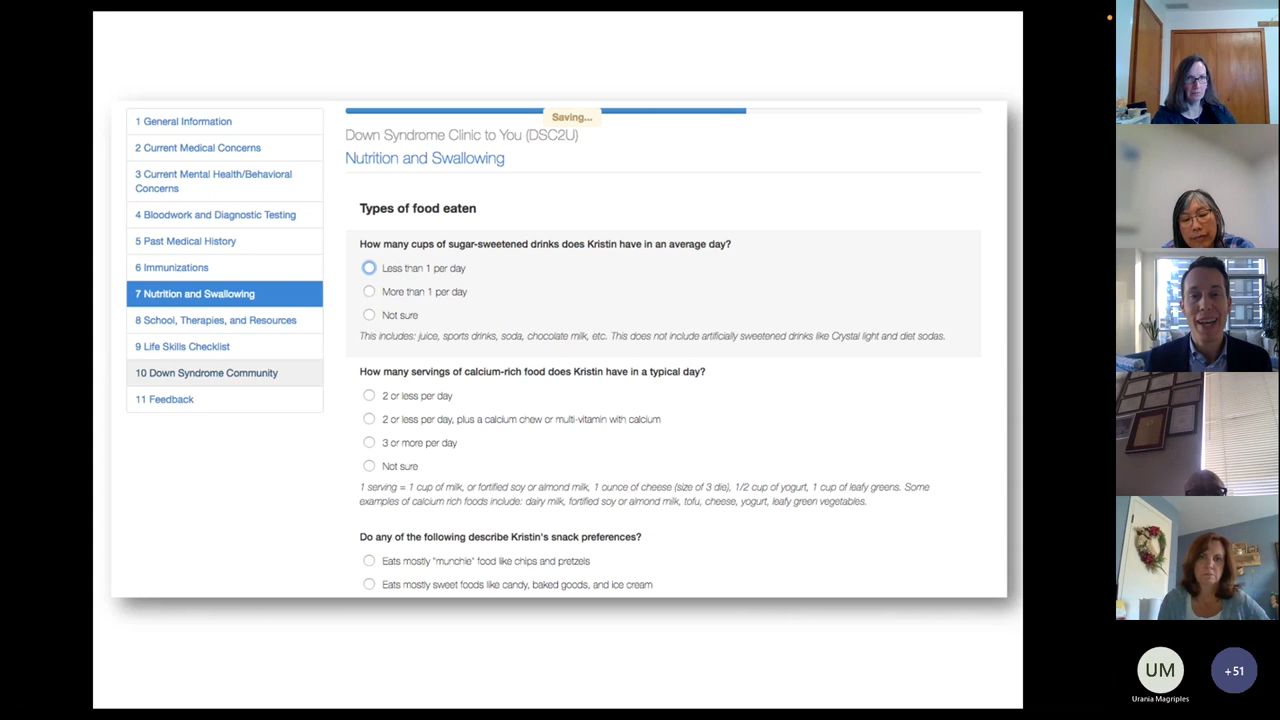 1 General Information
2 Current Medical Concerns
3 Current Mental Health/Behavioral
Concerns
4 Bloodwork and Diagnostic Testing
5 Past Medical History
6 Immunizations
7 Nutrition and Swallowing
8 School, Therapies, and Resources
9 Life Skills Checklist
10 Down Syndrome Community
11 Feedback
Saving...
Down Syndrome Clinic to You (DSC2U)
Nutrition and Swallowing
Types of food eaten
How many cups of sugar-sweetened drinks does Kristin have in an average day?
Less than 1 per day
More than 1 per day
Not sure
This includes: juice, sports drinks, soda, chocolate milk, etc. This does not include artificially sweetened drinks like Crystal light and diet sodas.
How many servings of calcium-rich food does Kristin have in a typical day?
2 or less per day
2 or less per day, plus a calcium chew or multi-vitamin with calcium
3 or more per day
Not sure
1 serving = 1 cup of milk, or fortified soy or almond milk, 1 ounce of cheese (size of 3 die), 1/2 cup of yogurt, 1 cup of leafy greens. Some
examples of calcium rich foods include: dairy milk, fortified soy or almond milk, tofu, cheese, yogurt, leafy green vegetables.
Do any of the following describe Kristin's snack preferences?
Eats mostly "munchie" food like chips and pretzels
Eats mostly sweet foods like candy, baked goods, and ice cream
UM
+51
Urania Magriples